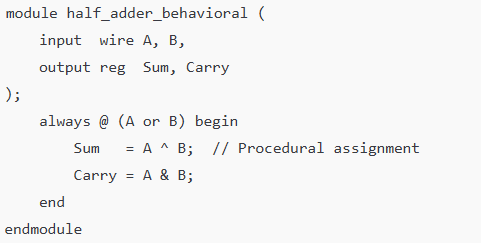 module half_adder_behavioral (
    input  wire A, B,
    output reg  Sum, Carry
);
    always @ (A or B) begin
        Sum   = A ^ B;  // Procedural assignment
        Carry = A & B;
    end
endmodule